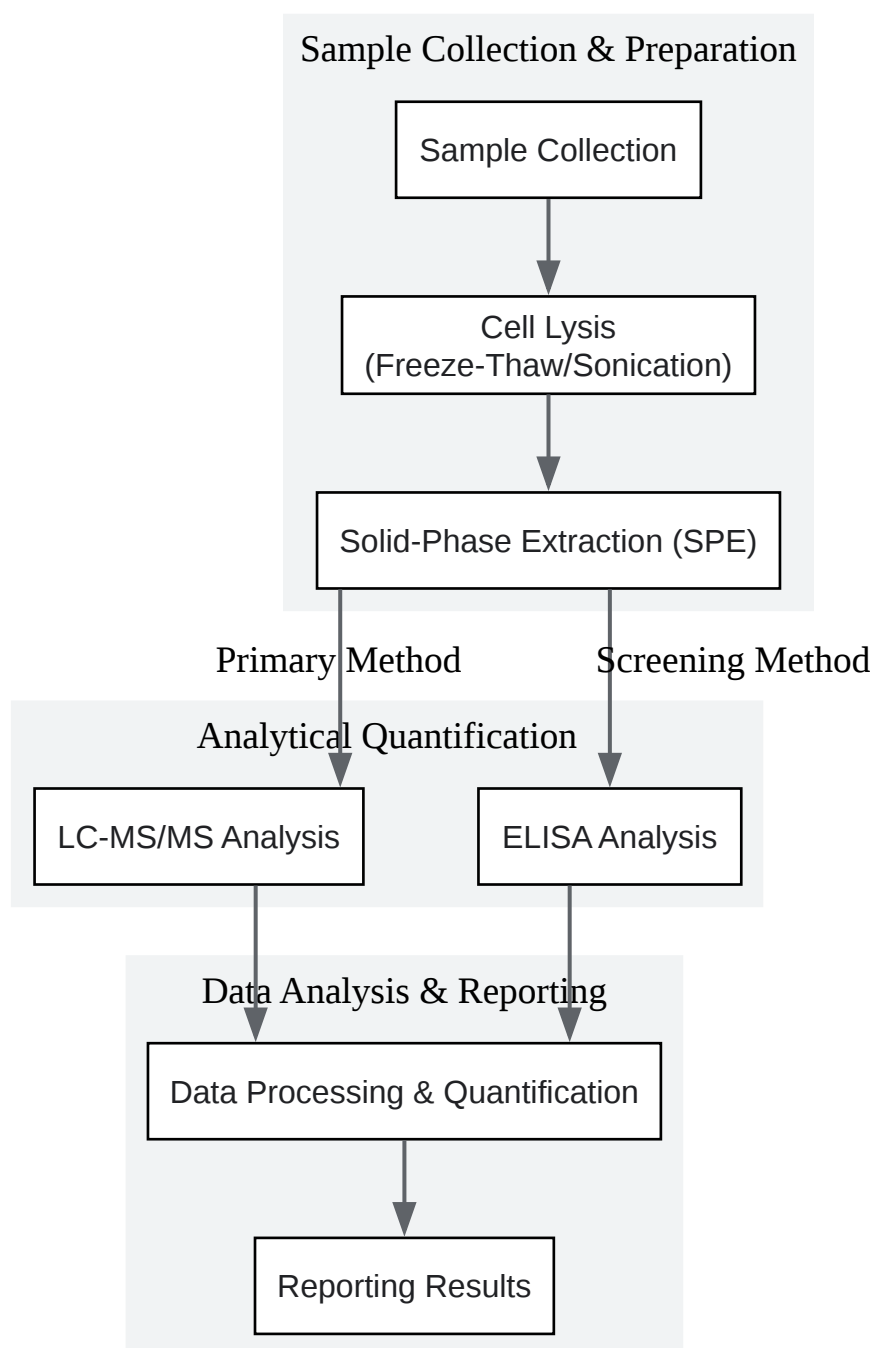 Sample Collection & Preparation
Sample Collection
Cell Lysis
(Freeze-Thaw/Sonication)
Solid-Phase Extraction (SPE)
Primary Method
Screening Method
Analytical Quantification
LC-MS/MS Analysis
ELISA Analysis
Data Analysis & Reporting
Data Processing & Quantification
Reporting Results